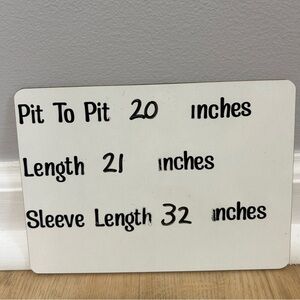 Pit To Pit 20 inches
Length 21 inches
Sleeve Length 32 inches